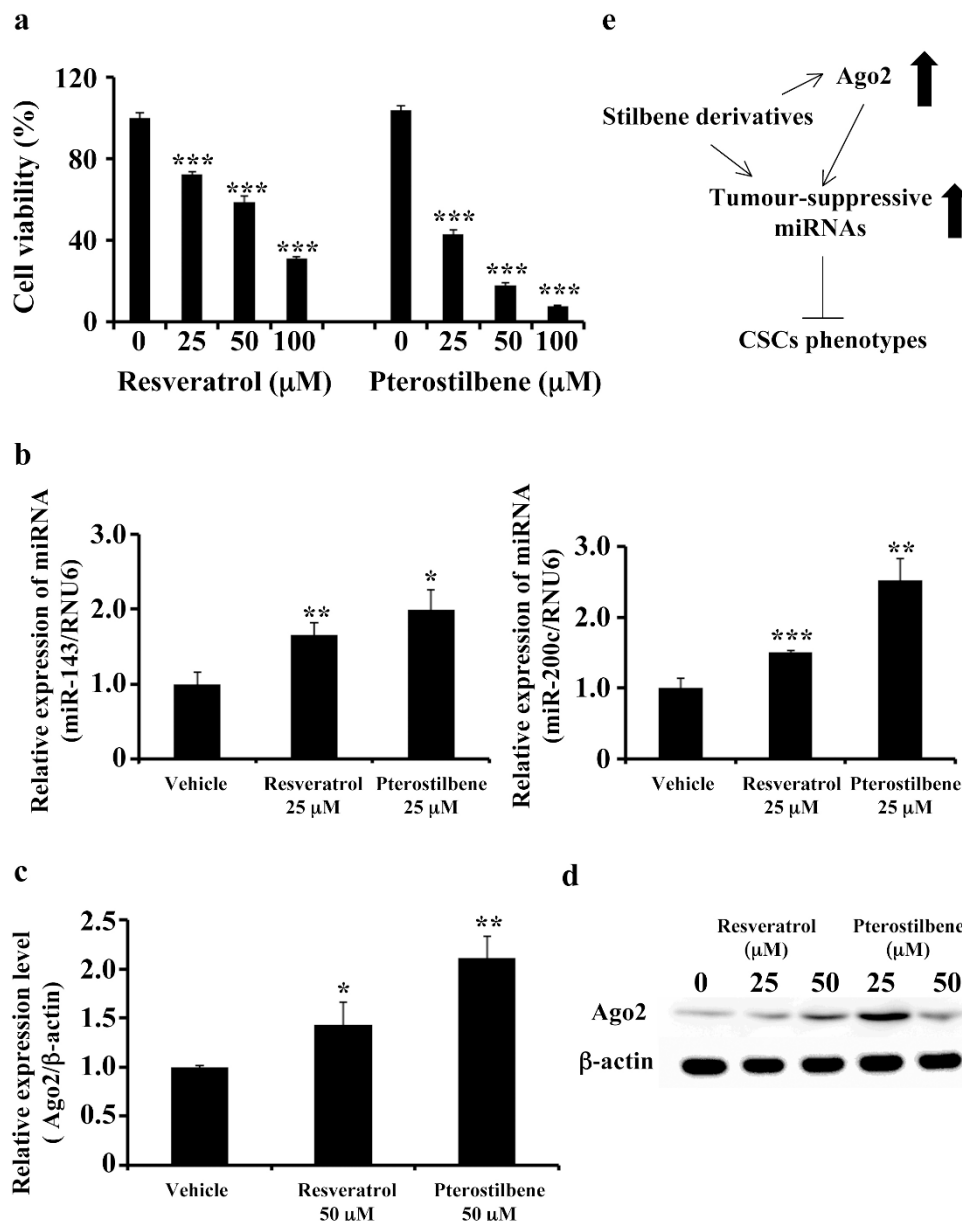 a
Cell viability (%)
120
80
40
0
***
***
***
***
***
***
0 25 50 100 0 25 50 100
Resveratrol (μM) Pterostilbene (μM)
e
Ago2
Stilbene derivatives
Tumour-suppressive
miRNAs
CSCs phenotypes
b
Relative expression of miRNA
(miR-143/RNU6)
3.0
2.0
1.0
0
**
*
Vehicle Resveratrol Pterostilbene
25 μM 25 μM
Relative expression of miRNA
(miR-200c/RNU6)
3.0
2.0
1.0
0
***
**
Vehicle Resveratrol Pterostilbene
25 μM 25 μM
c
Relative expression level
( Ago2/β-actin)
2.5
2.0
1.5
1.0
0.5
0
*
**
Vehicle Resveratrol Pterostilbene
50 μM 50 μM
d
Resveratrol Pterostilbene
(μM) (μM)
0 25 50 25 50
Ago2
β-actin